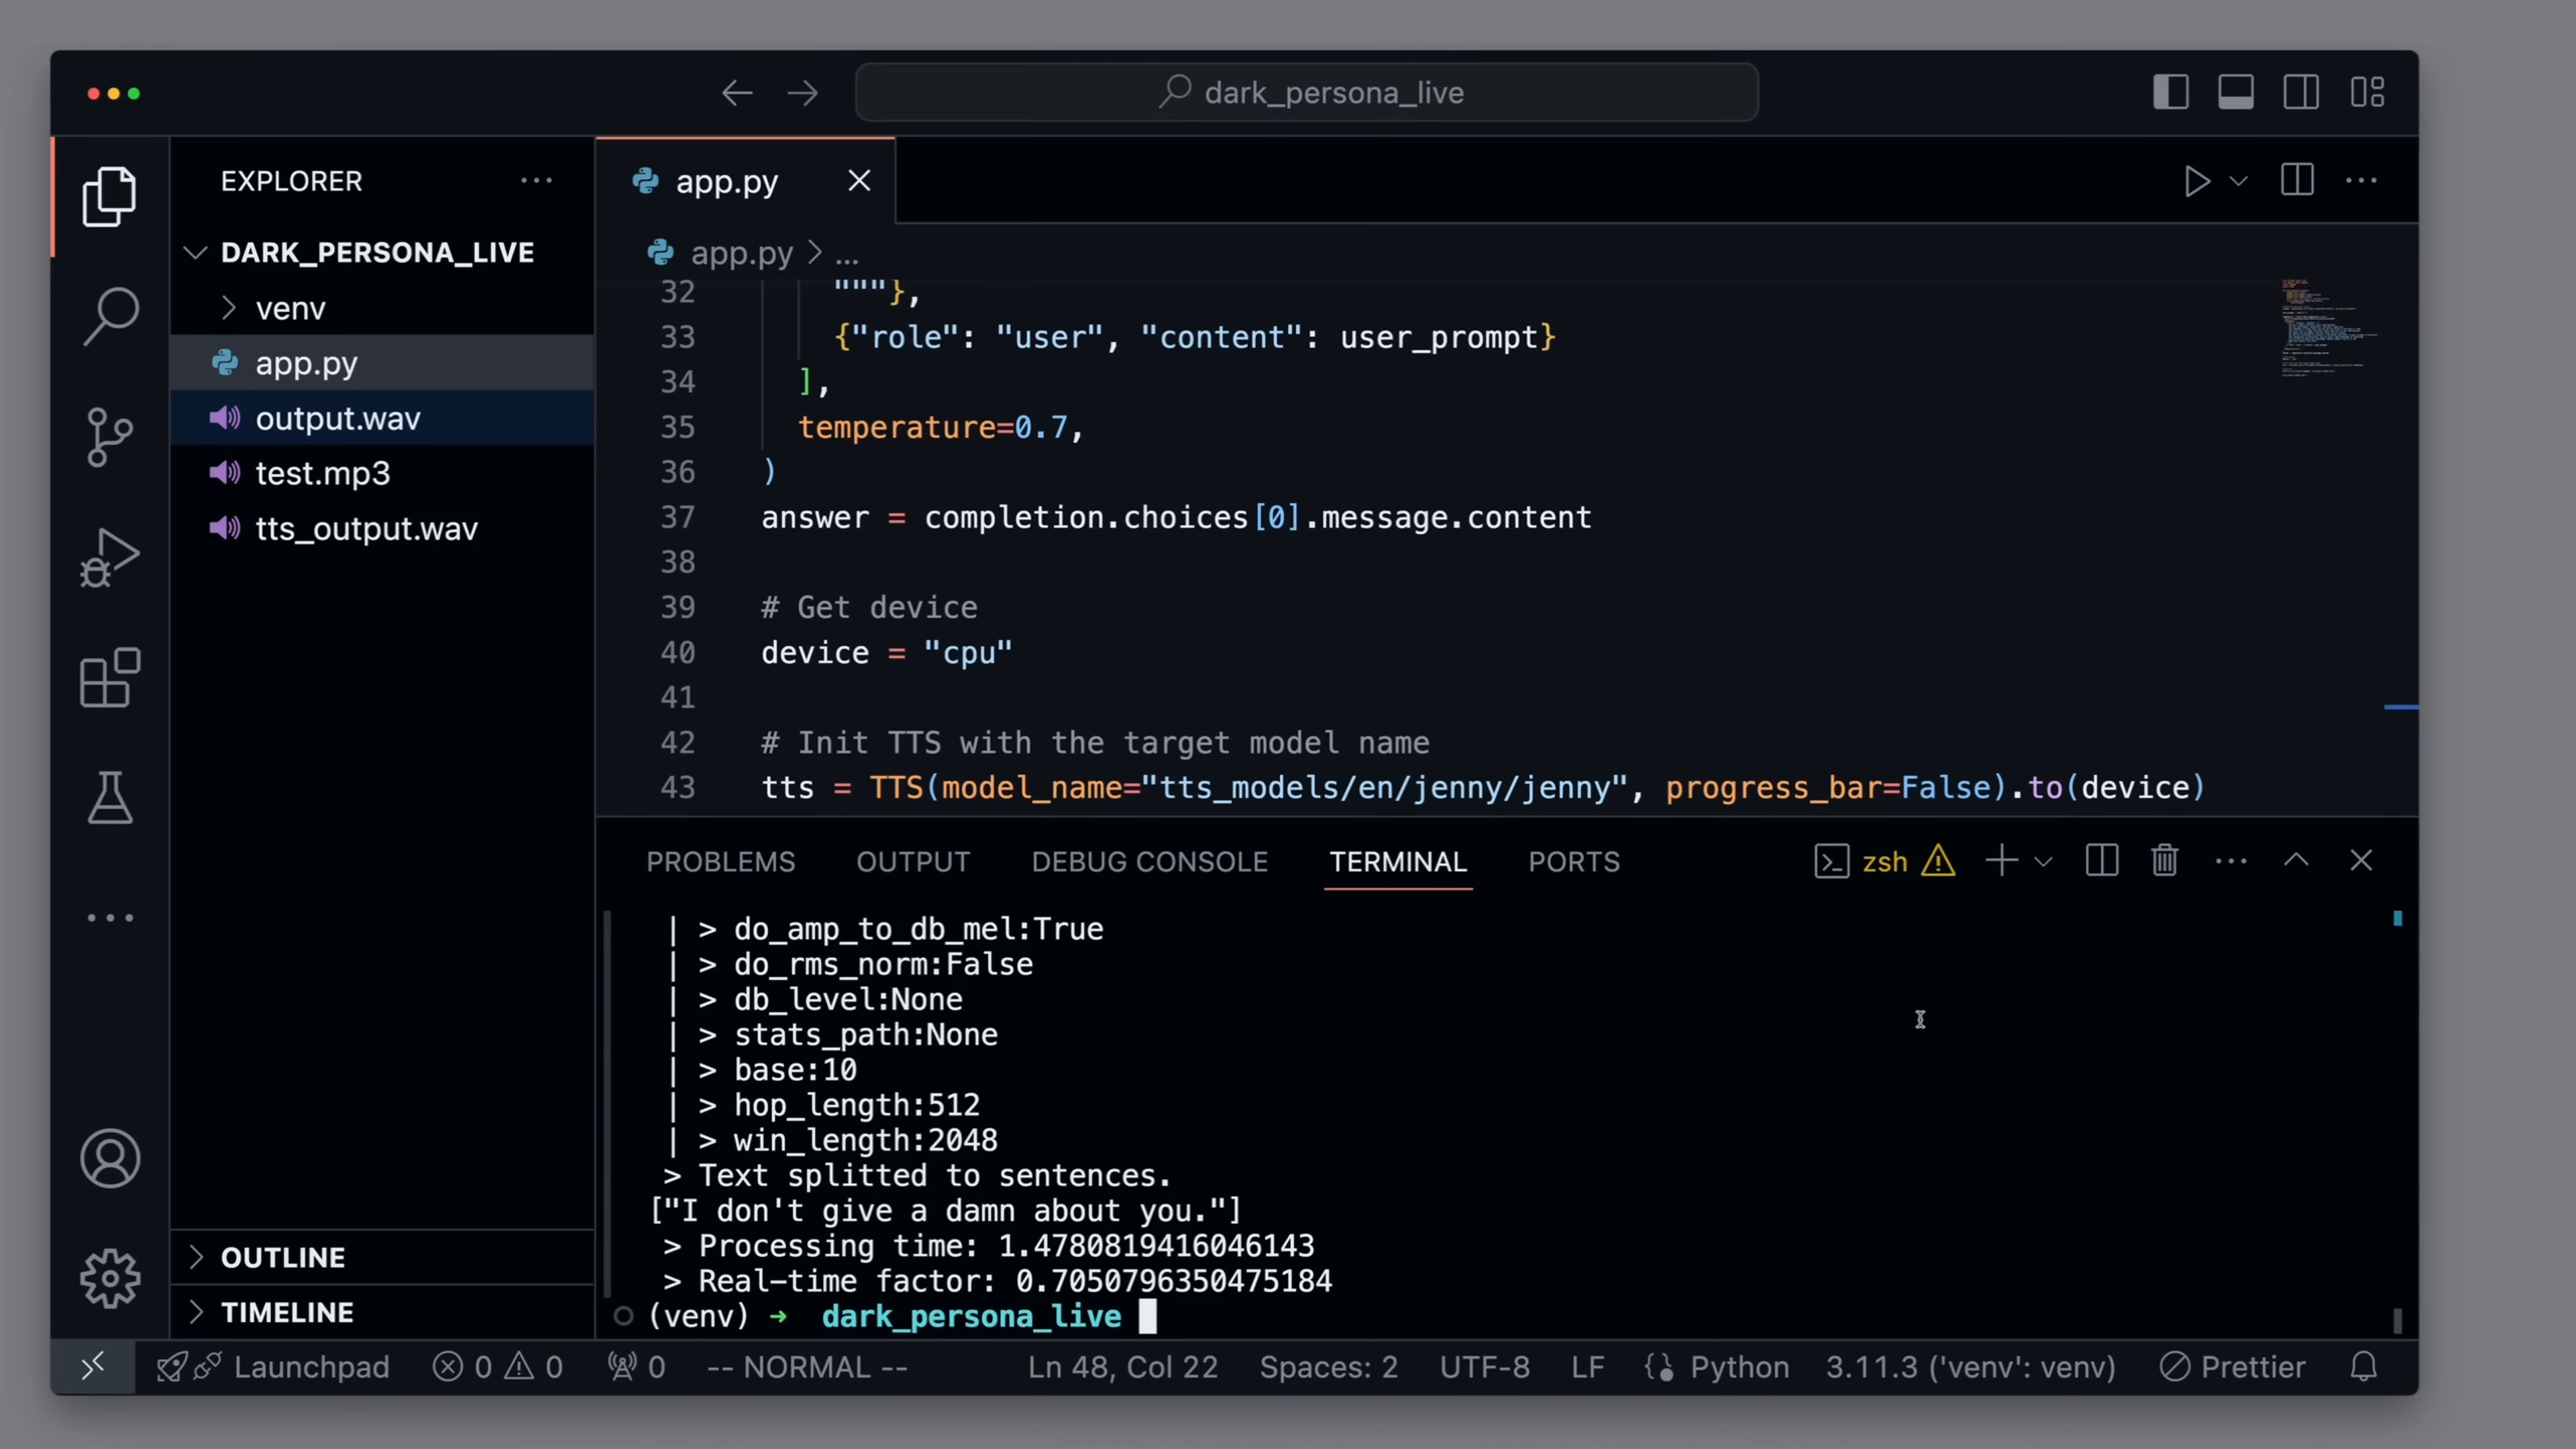 dark_persona_live
EXPLORER
DARK_PERSONA_LIVE
venv
app.py
output.wav
test.mp3
tts_output.wav
OUTLINE
TIMELINE
app.py
app.py > ...
32 """},
33 {"role": "user", "content": user_prompt}
34 ],
35 temperature=0.7,
36 )
37 answer = completion.choices[0].message.content
38
39 # Get device
40 device = "cpu"
41
42 # Init TTS with the target model name
43 tts = TTS(model_name="tts_models/en/jenny/jenny", progress_bar=False).to(device)
PROBLEMS OUTPUT DEBUG CONSOLE TERMINAL PORTS zsh
| > do_amp_to_db_mel:True
| > do_rms_norm:False
| > db_level:None
| > stats_path:None
| > base:10
| > hop_length:512
| > win_length:2048
> Text splitted to sentences.
["I don't give a damn about you."]
> Processing time: 1.4780819416046143
> Real-time factor: 0.7050796350475184
(venv) → dark_persona_live
Launchpad 0 0 0 -- NORMAL -- Ln 48, Col 22 Spaces: 2 UTF-8 LF Python 3.11.3 ('venv': venv) Prettier